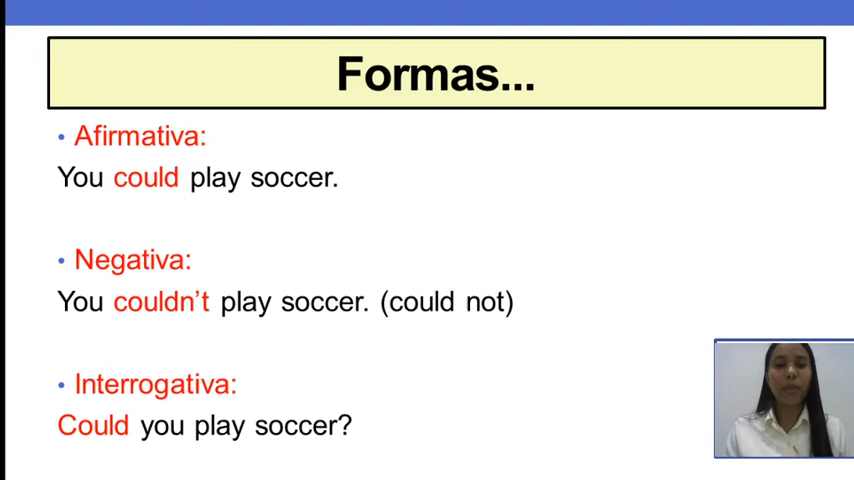 Formas...
• Afirmativa:
You could play soccer.
• Negativa:
You couldn’t play soccer. (could not)
• Interrogativa:
Could you play soccer?